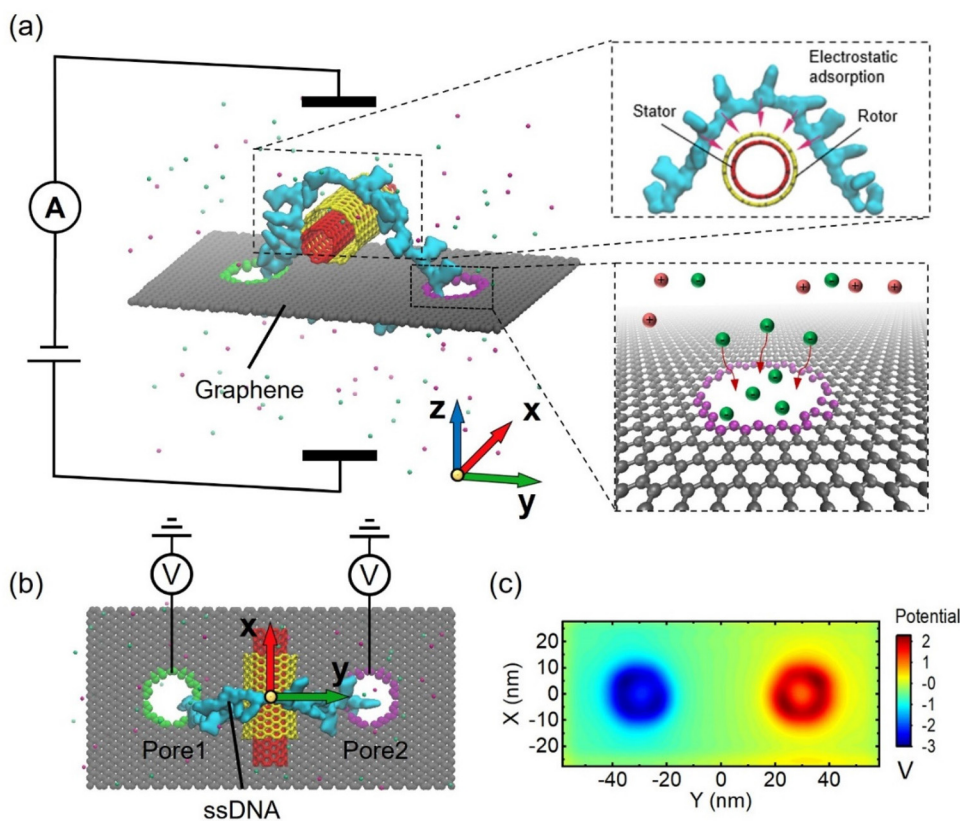 (a)
A
Graphene
z
x
y
Electrostatic
adsorption
Stator
Rotor
+
-
-
+
+
+
+
-
-
-
-
-
-
-
(b)
V
V
x
y
Pore1
Pore2
ssDNA
(c)
Potential
2
1
-0
-1
-2
-3
V
X (nm)
20
10
0
-10
-20
-40
-20
0
20
40
Y (nm)